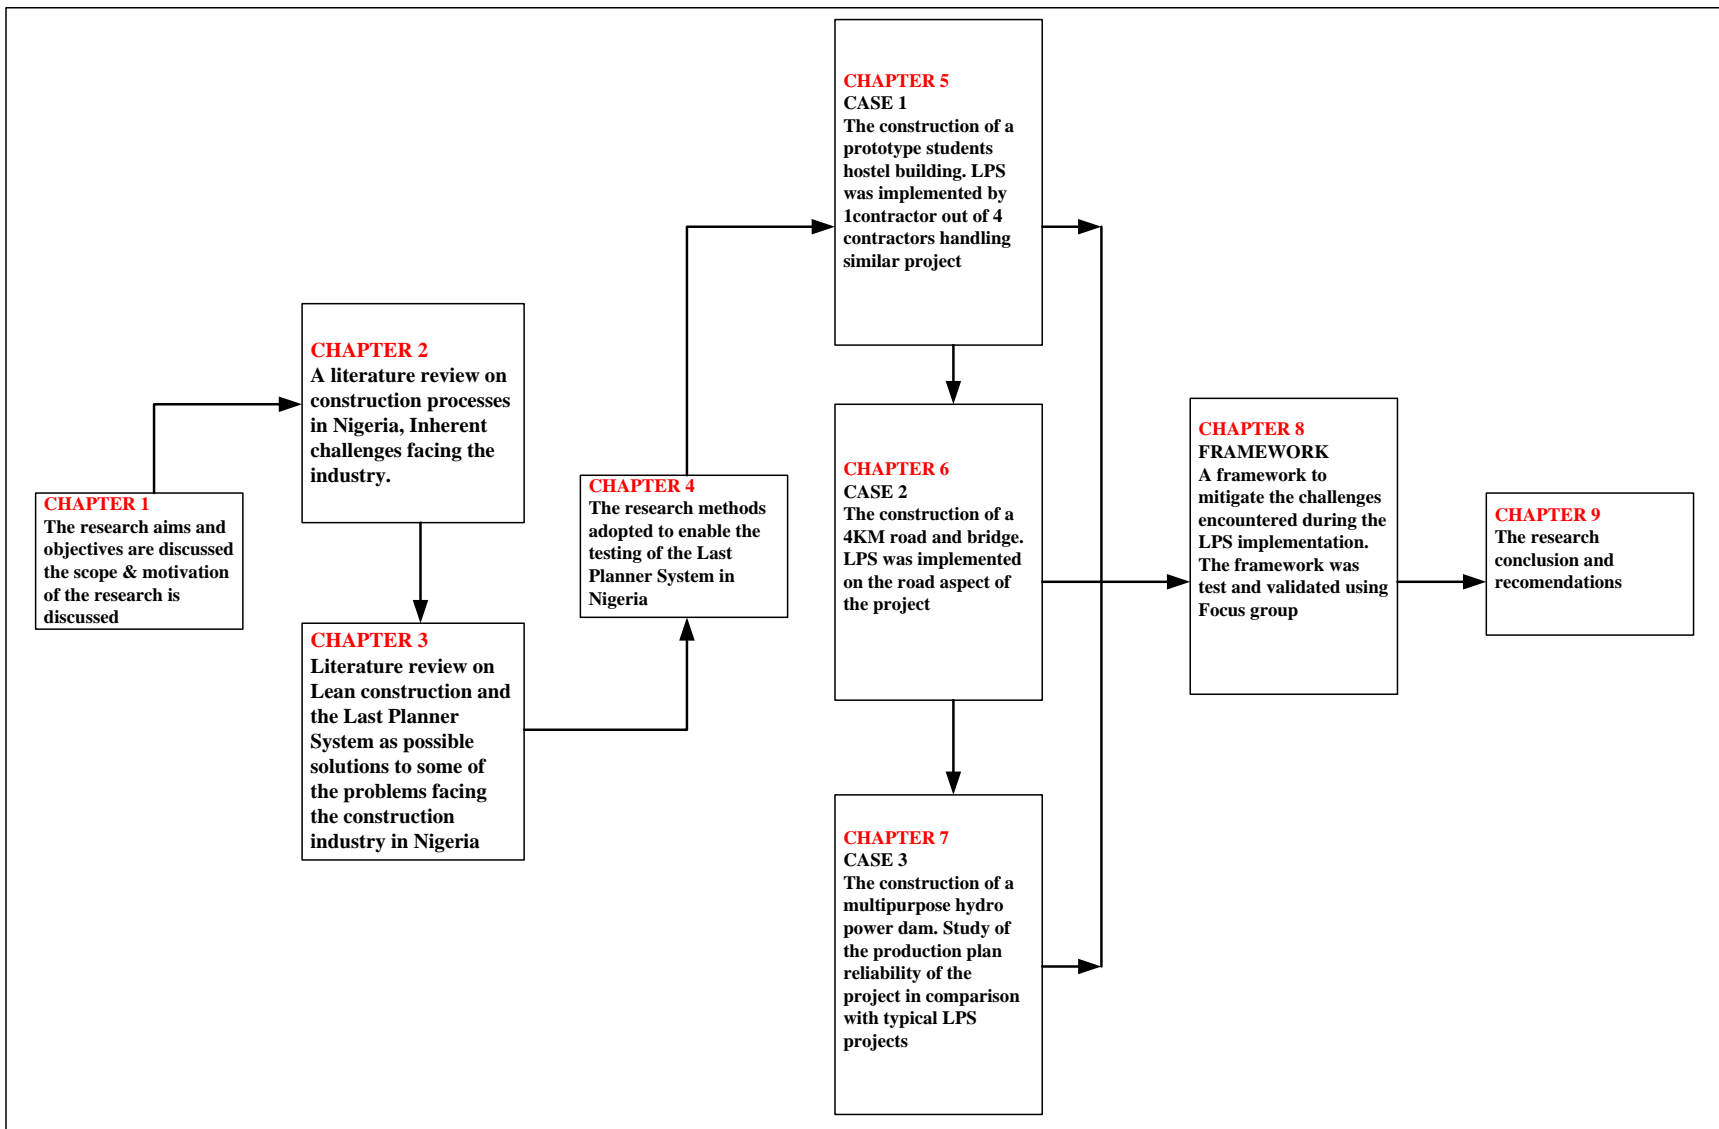 CHAPTER 1
The research aims and
objectives are discussed
the scope & motivation
of the research is
discussed
CHAPTER 2
A literature review on
construction processes
in Nigeria, Inherent
challenges facing the
industry.
CHAPTER 3
Literature review on
Lean construction and
the Last Planner
System as possible
solutions to some of
the problems facing
the construction
industry in Nigeria
CHAPTER 4
The research methods
adopted to enable the
testing of the Last
Planner System in
Nigeria
CHAPTER 5
CASE 1
The construction of a
prototype students
hostel building. LPS
was implemented by
1contractor out of 4
contractors handling
similar project
CHAPTER 6
CASE 2
The construction of a
4KM road and bridge.
LPS was implemented
on the road aspect of
the project
CHAPTER 7
CASE 3
The construction of a
multipurpose hydro
power dam. Study of
the production plan
reliability of the
project in comparison
with typical LPS
projects
CHAPTER 8
FRAMEWORK
A framework to
mitigate the challenges
encountered during the
LPS implementation.
The framework was
test and validated using
Focus group
CHAPTER 9
The research
conclusion and
recomendations